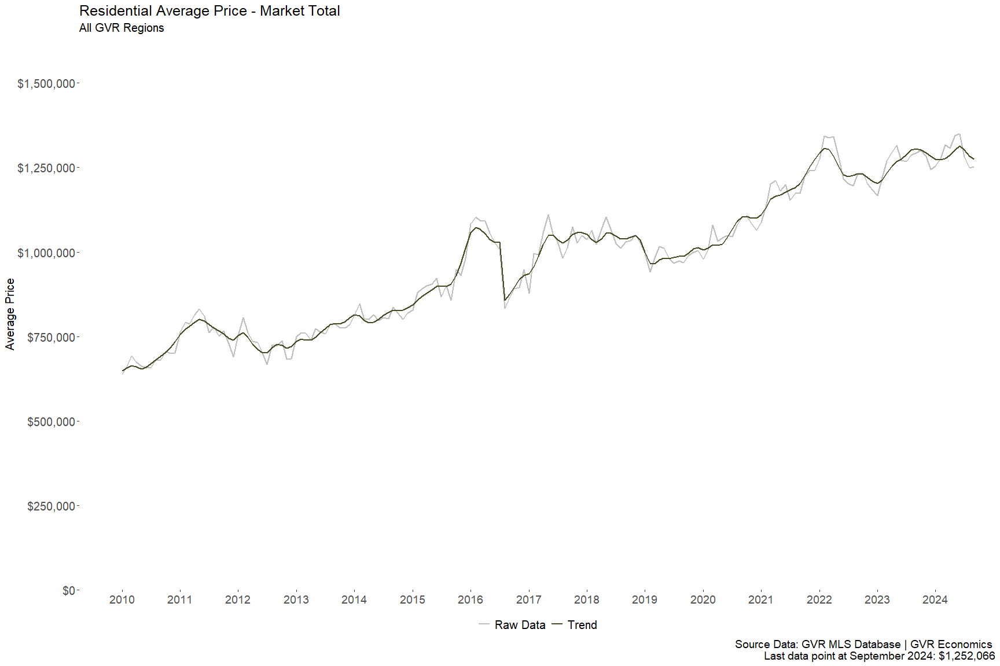 Residential Average Price - Market Total
All GVR Regions
Average Price
$1,500,000
$1,250,000
$1,000,000
$750,000
$500,000
$250,000
$0
2010 2011 2012 2013 2014 2015 2016 2017 2018 2019 2020 2021 2022 2023 2024
Raw Data Trend
Source Data: GVR MLS Database | GVR Economics
Last data point at September 2024: $1,252,066